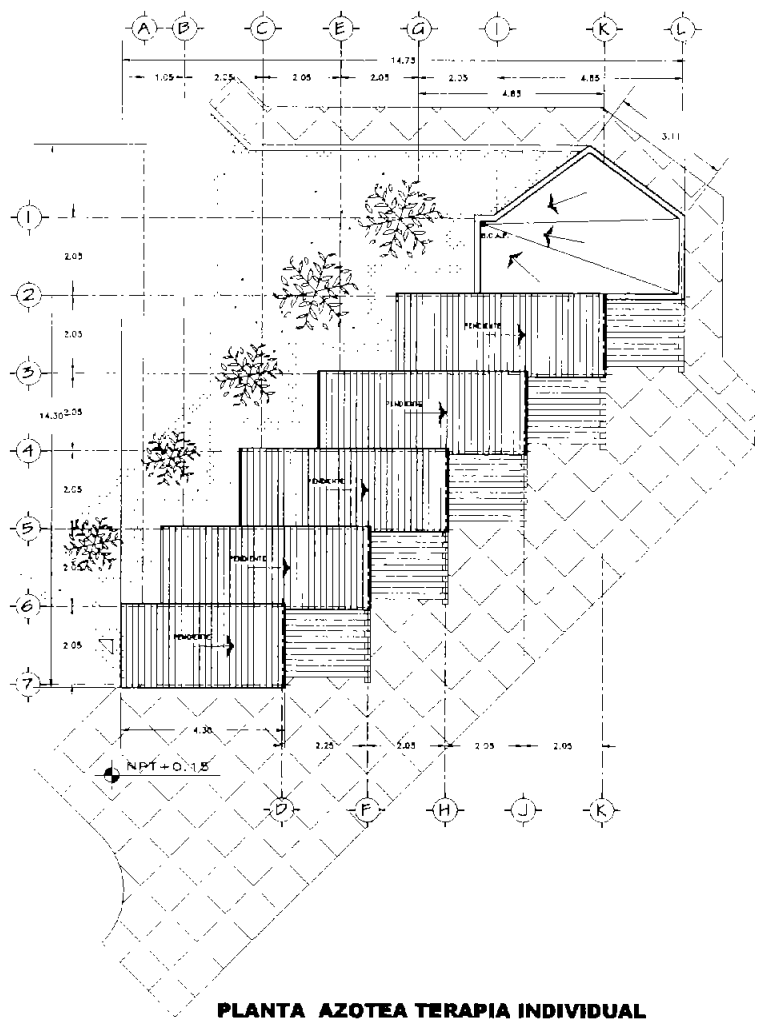 A B C E G I K L
14.75
1.05 2.05 2.05 2.05 2.05 4.85
4.85
3.11
1
2.05
B.C.A.P.
2
PENDIENTE
2.05
3
PENDIENTE
14.30
2.05
4
PENDIENTE
2.05
5
PENDIENTE
2.05
6
PENDIENTE
2.05
7
4.30
2.25 2.05 2.05 2.05
NPT+0.15
D F H J K
PLANTA AZOTEA TERAPIA INDIVIDUAL